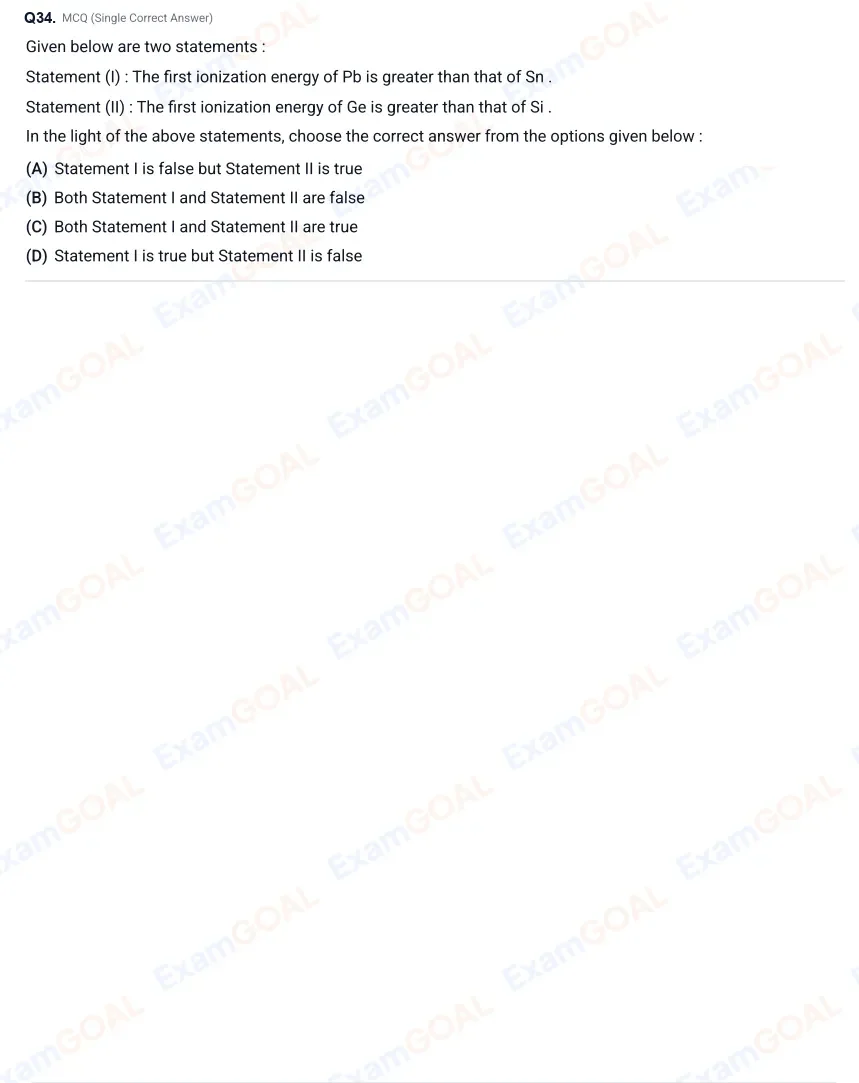 Q34. MCQ (Single Correct Answer)
Given below are two statements :
Statement (I) : The first ionization energy of Pb is greater than that of Sn .
Statement (II) : The first ionization energy of Ge is greater than that of Si .
In the light of the above statements, choose the correct answer from the options given below :
(A) Statement I is false but Statement II is true
(B) Both Statement I and Statement II are false
(C) Both Statement I and Statement II are true
(D) Statement I is true but Statement II is false
ExamGOAL